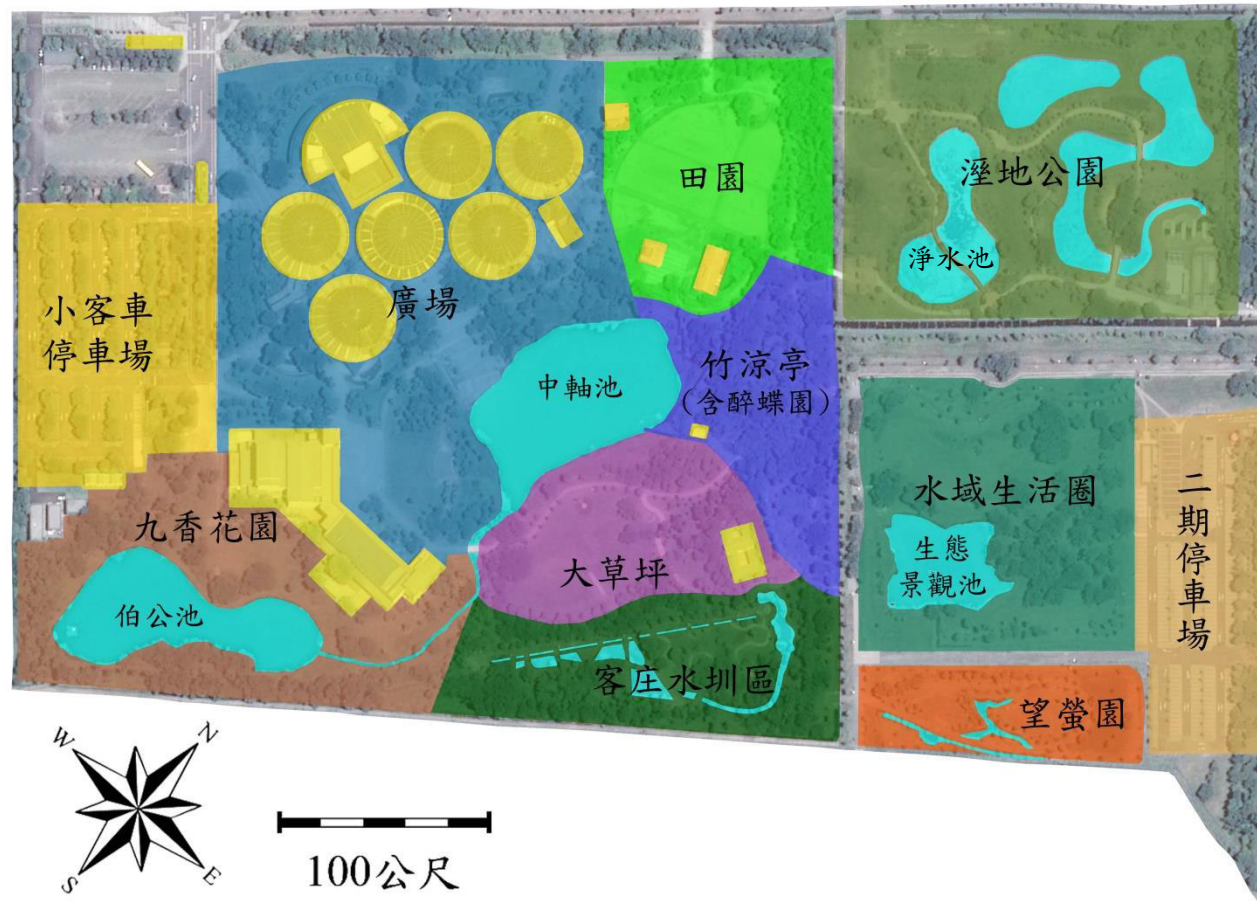 田園
溼地公園
淨水池
小客車
停車場
廣場
中軸池
竹涼亭
（含醉蝶園）
九香花園
伯公池
大草坪
客庄水圳區
水域生活圈
生態
景觀池
二期停車場
望螢園
W
N
S
E
100公尺